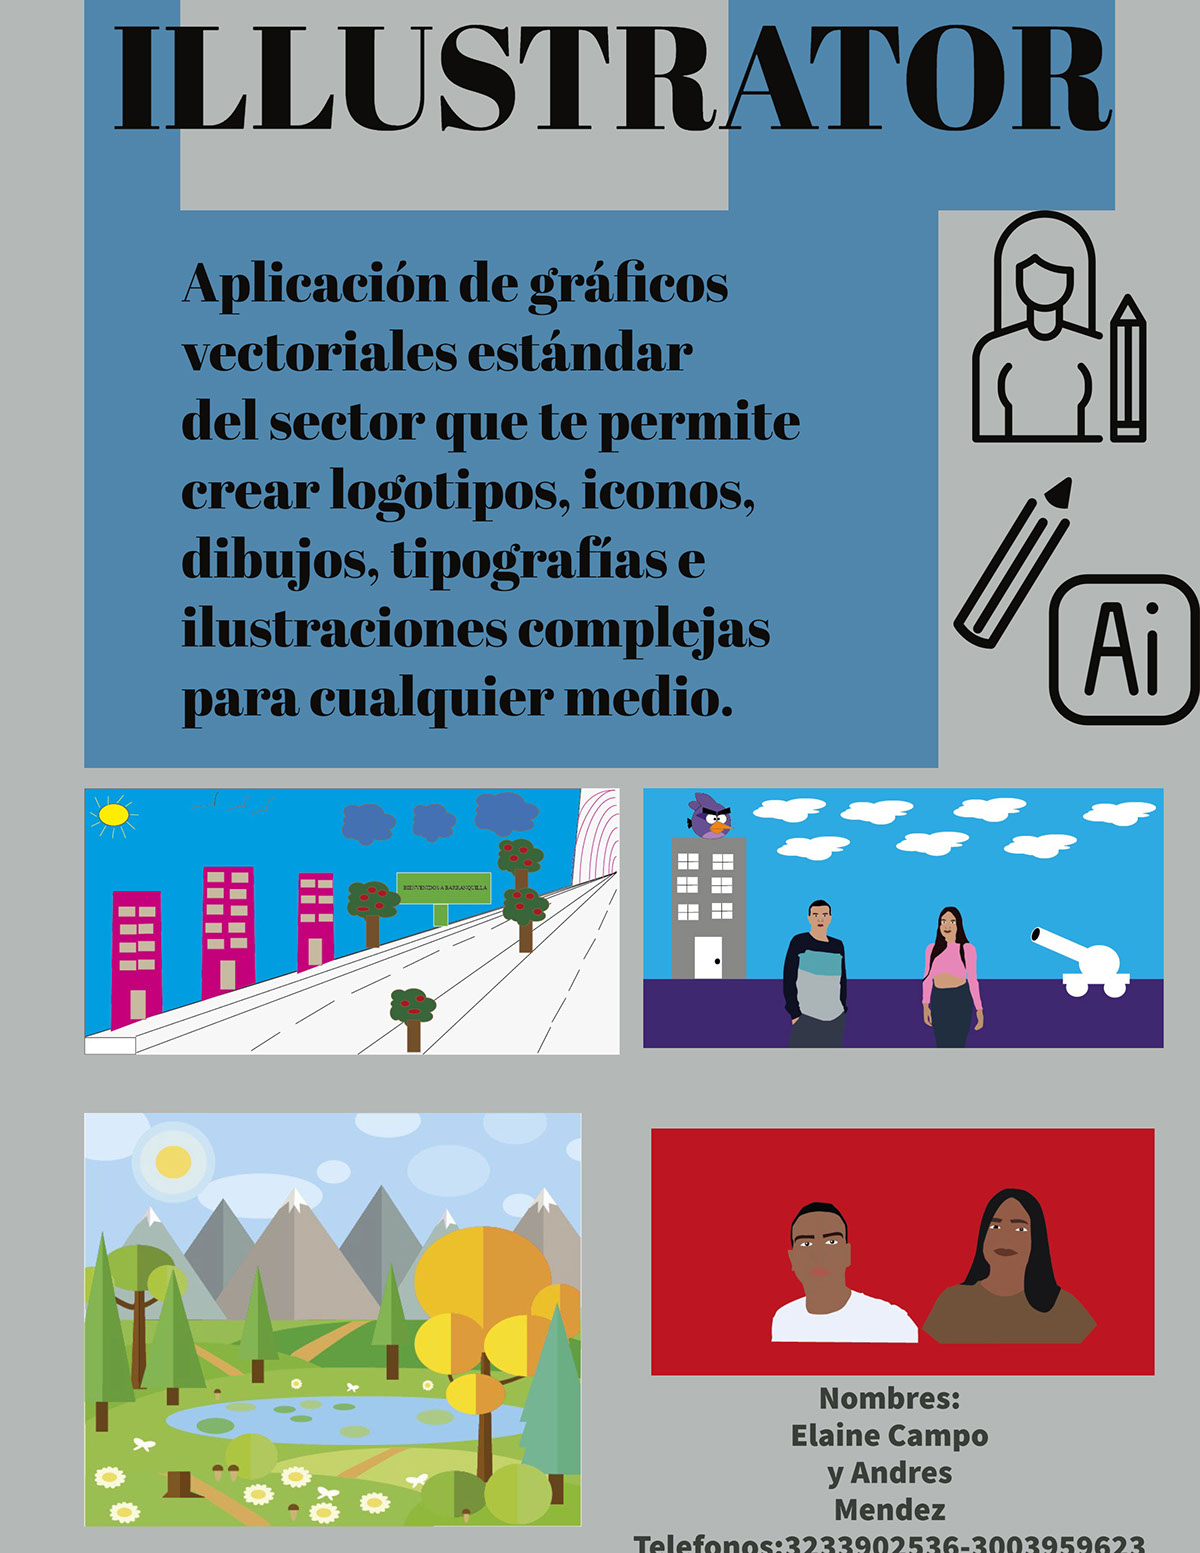 ILLUSTRATOR
Aplicación de gráficos
vectoriales estándar
del sector que te permite
crear logotipos, iconos,
dibujos, tipografías e
ilustraciones complejas
para cualquier medio.
Ai
BIENVENIDOS A BARRANQUILLA
Nombres:
Elaine Campo
y Andres
Mendez
Telefonos:3233902536-3003959623